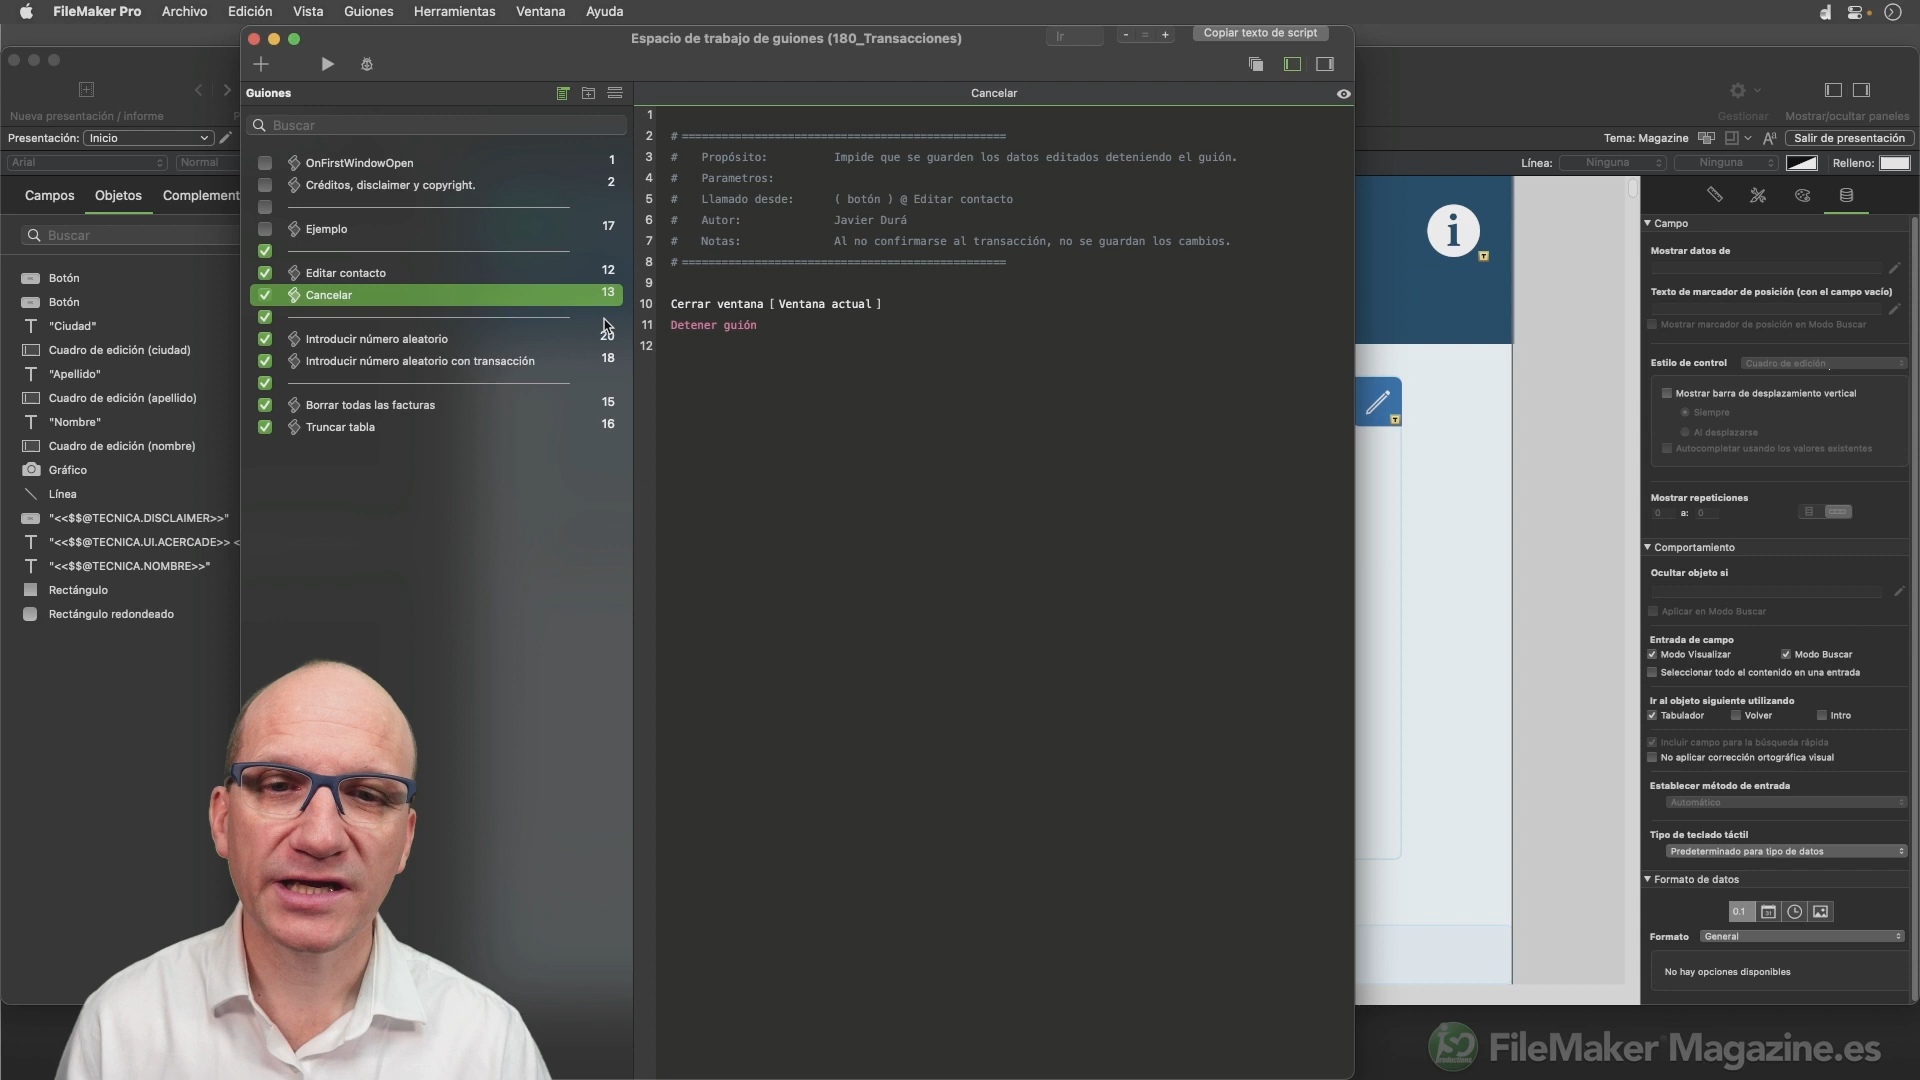 FileMaker Pro Archivo Edición Vista Guiones Herramientas Ventana Ayuda
Espacio de trabajo de guiones (180_Transacciones)
Ir
- = +
Copiar texto de script
Nueva presentación / informe
Gestionar
Mostrar/ocultar paneles
Presentación: Inicio
Tema: Magazine
Salir de presentación
Arial
Normal
Línea: Ninguna Ninguna Relleno:
Campos Objetos Complement
Buscar
Botón
Botón
"Ciudad"
Cuadro de edición (ciudad)
"Apellido"
Cuadro de edición (apellido)
"Nombre"
Cuadro de edición (nombre)
Gráfico
Línea
"<<$$@TECNICA.DISCLAIMER>>"
"<<$$@TECNICA.UI.ACERCADE>> <
"<<$$@TECNICA.NOMBRE>>"
Rectángulo
Rectángulo redondeado
Guiones
Buscar
OnFirstWindowOpen 1
Créditos, disclaimer y copyright. 2
Ejemplo 17
Editar contacto 12
Cancelar 13
Introducir número aleatorio 20
Introducir número aleatorio con transacción 18
Borrar todas las facturas 15
Truncar tabla 16
Cancelar
1
2 # ================================================
3 # Propósito: Impide que se guarden los datos editados deteniendo el guión.
4 # Parametros:
5 # Llamado desde: ( botón ) @ Editar contacto
6 # Autor: Javier Durá
7 # Notas: Al no confirmarse al transacción, no se guardan los cambios.
8 # ================================================
9
10 Cerrar ventana [ Ventana actual ]
11 Detener guión
12
i
Campo
Mostrar datos de
Texto de marcador de posición (con el campo vacío)
Mostrar marcador de posición en Modo Buscar
Estilo de control Cuadro de edición
Mostrar barra de desplazamiento vertical
Siempre
Al desplazarse
Autocompletar usando los valores existentes
Mostrar repeticiones
0 a: 0
Comportamiento
Ocultar objeto si
Aplicar en Modo Buscar
Entrada de campo
Modo Visualizar Modo Buscar
Seleccionar todo el contenido en una entrada
Ir al objeto siguiente utilizando
Tabulador Volver Intro
Incluir campo para la búsqueda rápida
No aplicar corrección ortográfica visual
Establecer método de entrada
Automático
Tipo de teclado táctil
Predeterminado para tipo de datos
Formato de datos
0.1
Formato General
No hay opciones disponibles
FileMaker Magazine.es